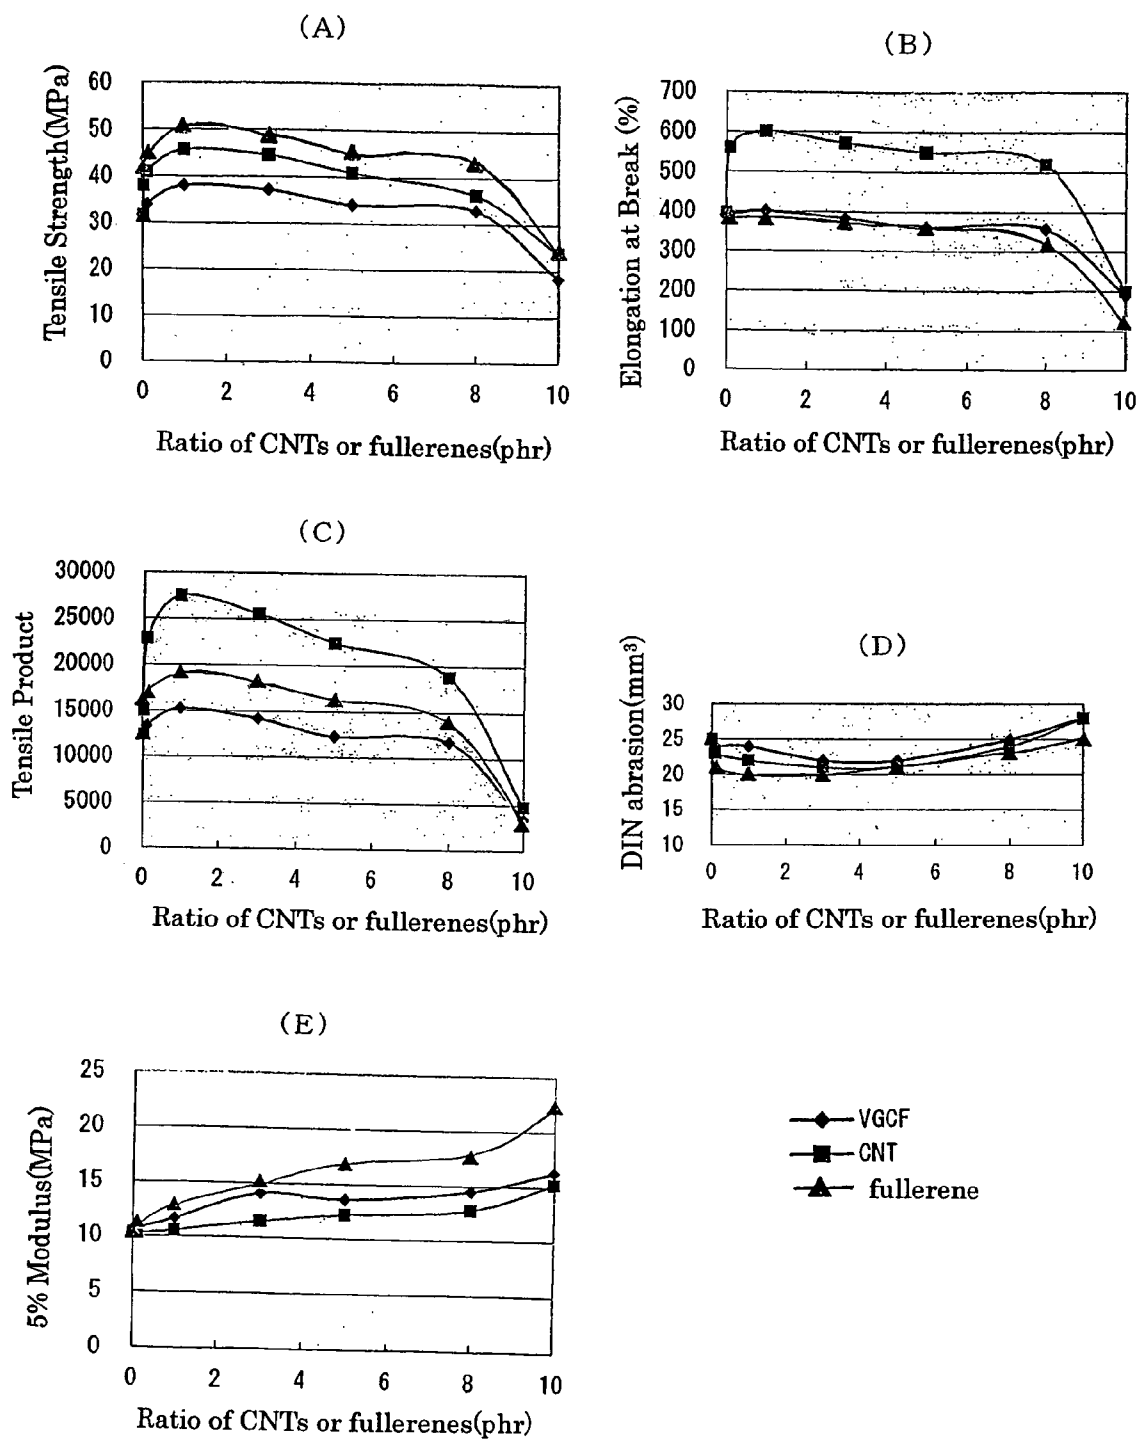 (A)
Tensile Strength(MPa)
60
50
40
30
20
10
0
0 2 4 6 8 10
Ratio of CNTs or fullerenes(phr)
(B)
Elongation at Break (%)
700
600
500
400
300
200
100
0
0 2 4 6 8 10
Ratio of CNTs or fullerenes(phr)
(C)
Tensile Product
30000
25000
20000
15000
10000
5000
0
0 2 4 6 8 10
Ratio of CNTs or fullerenes(phr)
(D)
DIN abrasion(mm³)
30
25
20
15
10
0 2 4 6 8 10
Ratio of CNTs or fullerenes(phr)
(E)
5% Modulus(MPa)
25
20
15
10
5
0
0 2 4 6 8 10
Ratio of CNTs or fullerenes(phr)
VGCF
CNT
fullerene